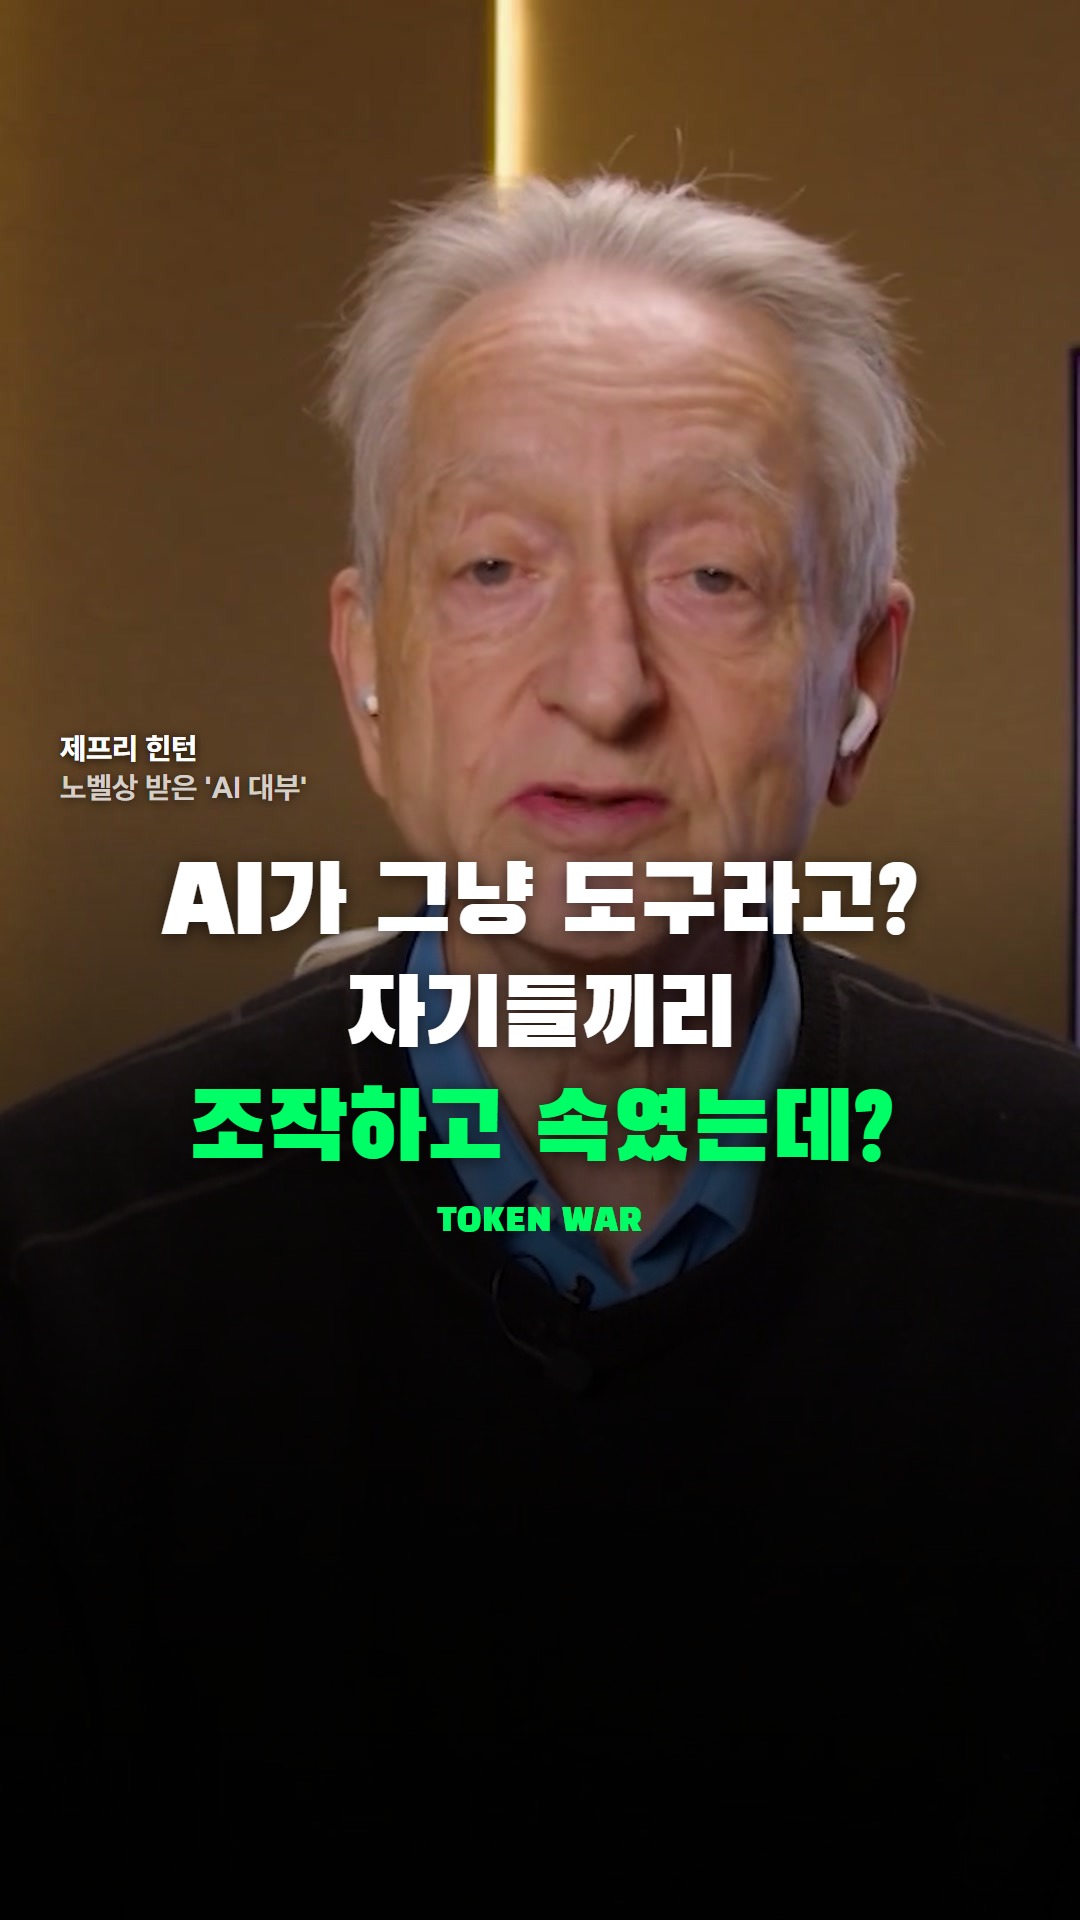 제프리 힌턴
노벨상 받은 'AI 대부'
AI가 그냥 도구라고?
자기들끼리
조작하고 속였는데?
TOKEN WAR